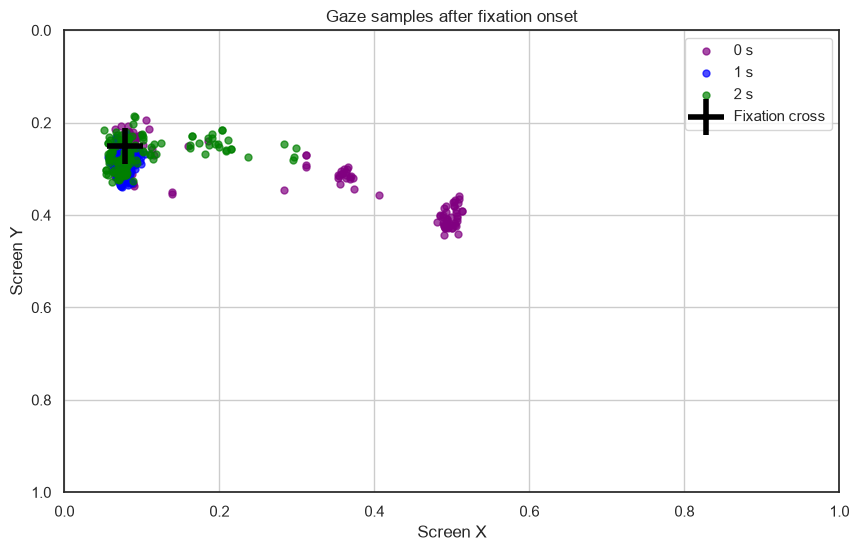 Gaze samples after fixation onset
0 s
1 s
2 s
Fixation cross
Screen Y
0.0
0.2
0.4
0.6
0.8
1.0
0.0
0.2
0.4
0.6
0.8
1.0
Screen X